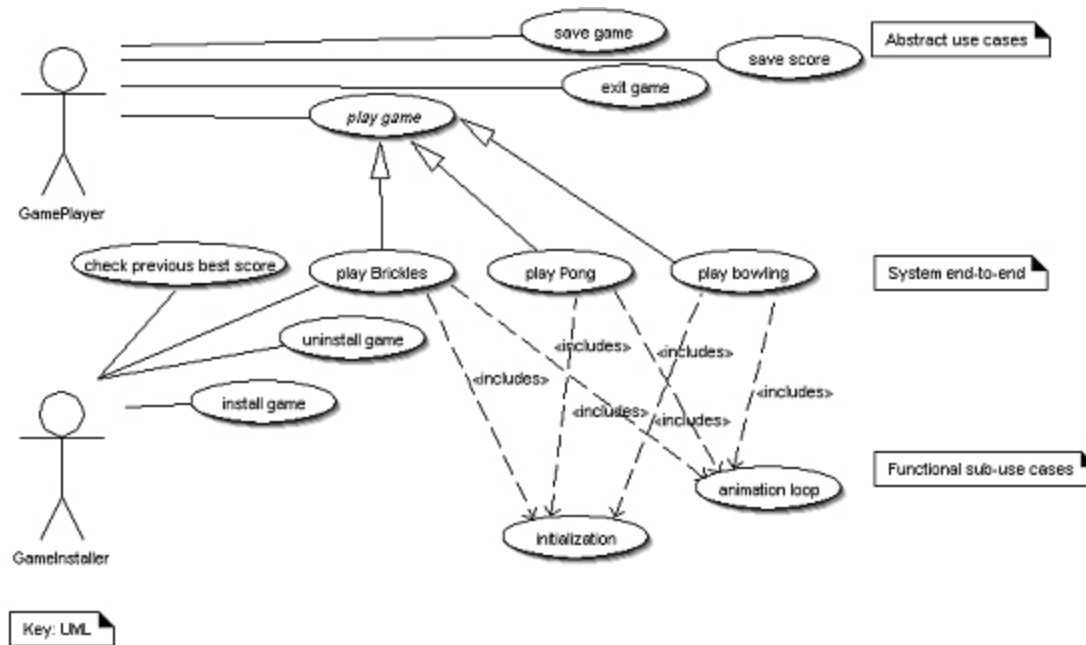 save game
Abstract use cases
save score
exit game
play game
GamePlayer
check previous best score
play Brickles
play Pong
play bowling
System end-to-end
uninstall game
«includes»
«includes»
«includes»
«includes»
install game
«includes»
«includes»
Functional sub-use cases
animation loop
initialization
GameInstaller
Key: UML